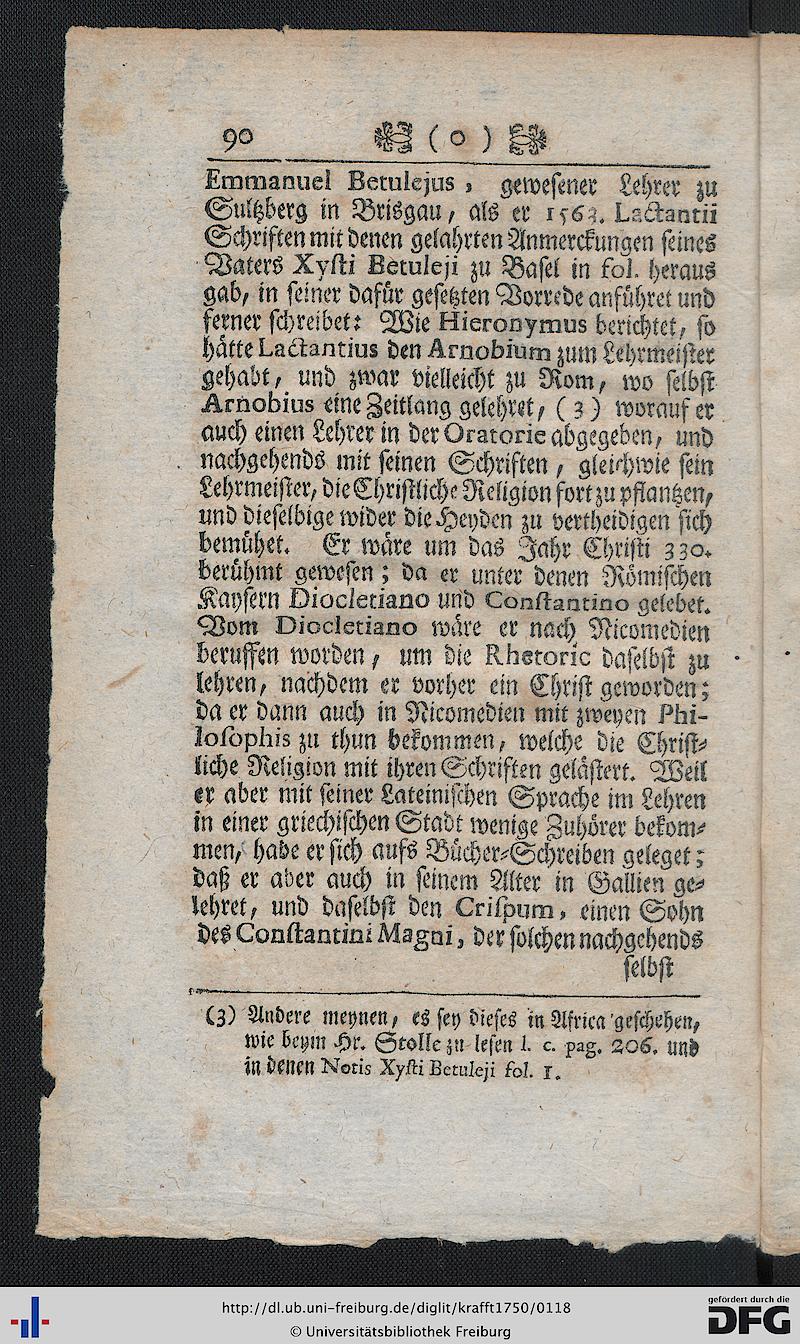 90 ( o )
Emmanuel Betulejus, gewesener Lehrer zu
Sultzberg in Brisgau, als er 1563. Lactantii
Schriften mit denen gelahrten Anmerckungen seines
Vaters Xysti Betuleji zu Basel in fol. heraus
gab, in seiner dafür gesetzten Vorrede anführet und
ferner schreibet: Wie Hieronymus berichtet, so
hätte Lactantius den Arnobium zum Lehrmeister
gehabt, und zwar vielleicht zu Rom, wo selbst
Arnobius eine Zeitlang gelehret, (3) worauf er
auch einen Lehrer in der Oratorie abgegeben, und
nachgehends mit seinen Schriften, gleichwie sein
Lehrmeister, die Christliche Religion fort zu pflantzen,
und dieselbige wider die Heyden zu vertheidigen sich
bemühet. Er wäre um das Jahr Christi 330.
berühmt gewesen; da er unter denen Römischen
Kaysern Diocletiano und Constantino gelebet.
Vom Diocletiano wäre er nach Nicomedien
beruffen worden, um die Rhetoric daselbst zu
lehren, nachdem er vorher ein Christ geworden;
da er dann auch in Nicomedien mit zweyen Phi-
losophis zu thun bekommen, welche die Christ-
liche Religion mit ihren Schriften gelästert. Weil
er aber mit seiner Lateinischen Sprache im Lehren
in einer griechischen Stadt wenige Zuhörer bekom-
men, habe er sich aufs Bücher-Schreiben geleget;
daß er aber auch in seinem Alter in Gallien ge-
lehret, und daselbst den Crispum, einen Sohn
des Constantini Magni, der solchen nachgehends
selbst
(3) Andere meynen, es sey dieses in Africa geschehen,
wie beym Hr. Stolle zu lesen l. c. pag. 206. und
in denen Notis Xysti Betuleji fol. 1.
http://dl.ub.uni-freiburg.de/diglit/krafft1750/0118
© Universitätsbibliothek Freiburg
gefördert durch die
DFG